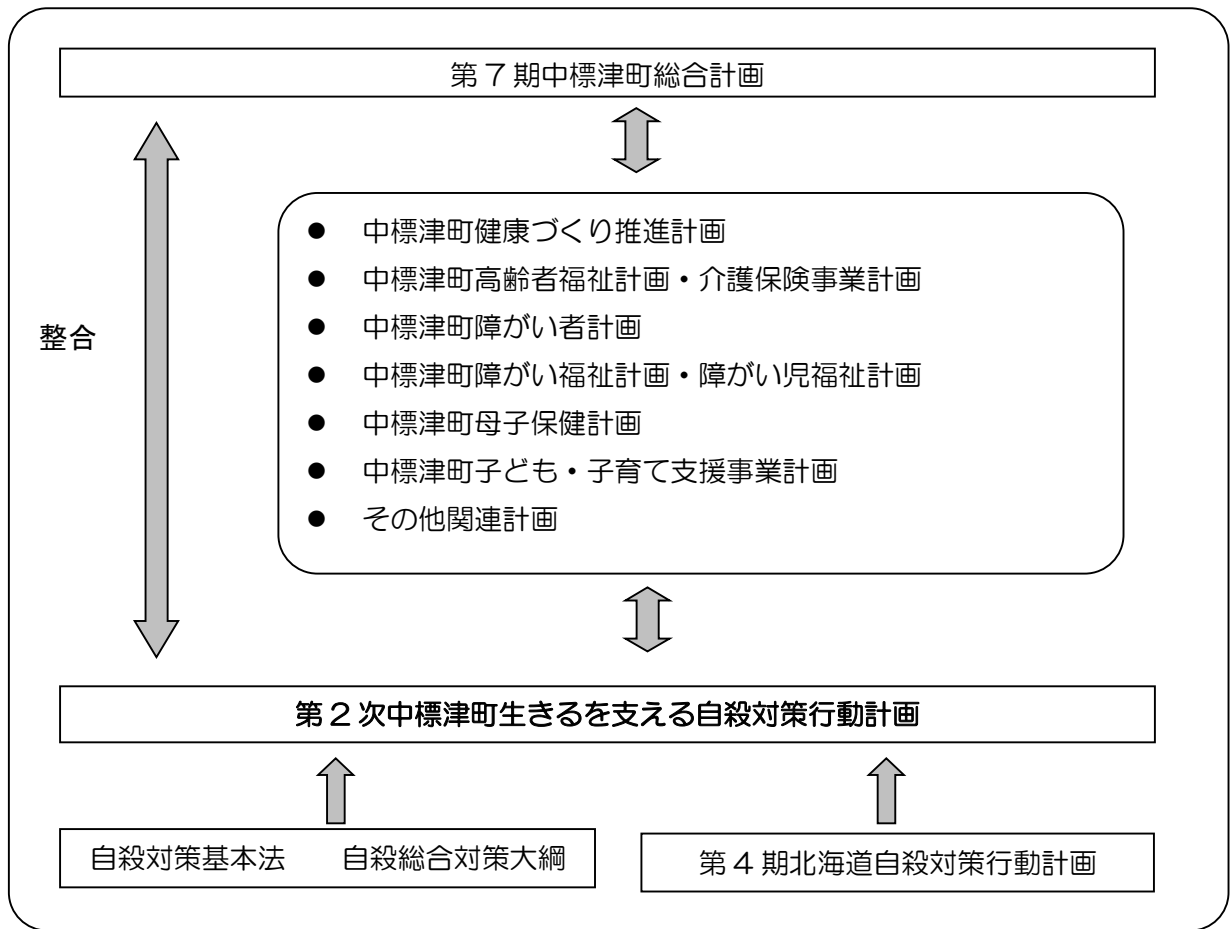 第７期中標津町総合計画
● 中標津町健康づくり推進計画
● 中標津町高齢者福祉計画・介護保険事業計画
● 中標津町障がい者計画
● 中標津町障がい福祉計画・障がい児福祉計画
● 中標津町母子保健計画
● 中標津町子ども・子育て支援事業計画
● その他関連計画
整合
第２次中標津町生きるを支える自殺対策行動計画
自殺対策基本法　　自殺総合対策大綱
第４期北海道自殺対策行動計画